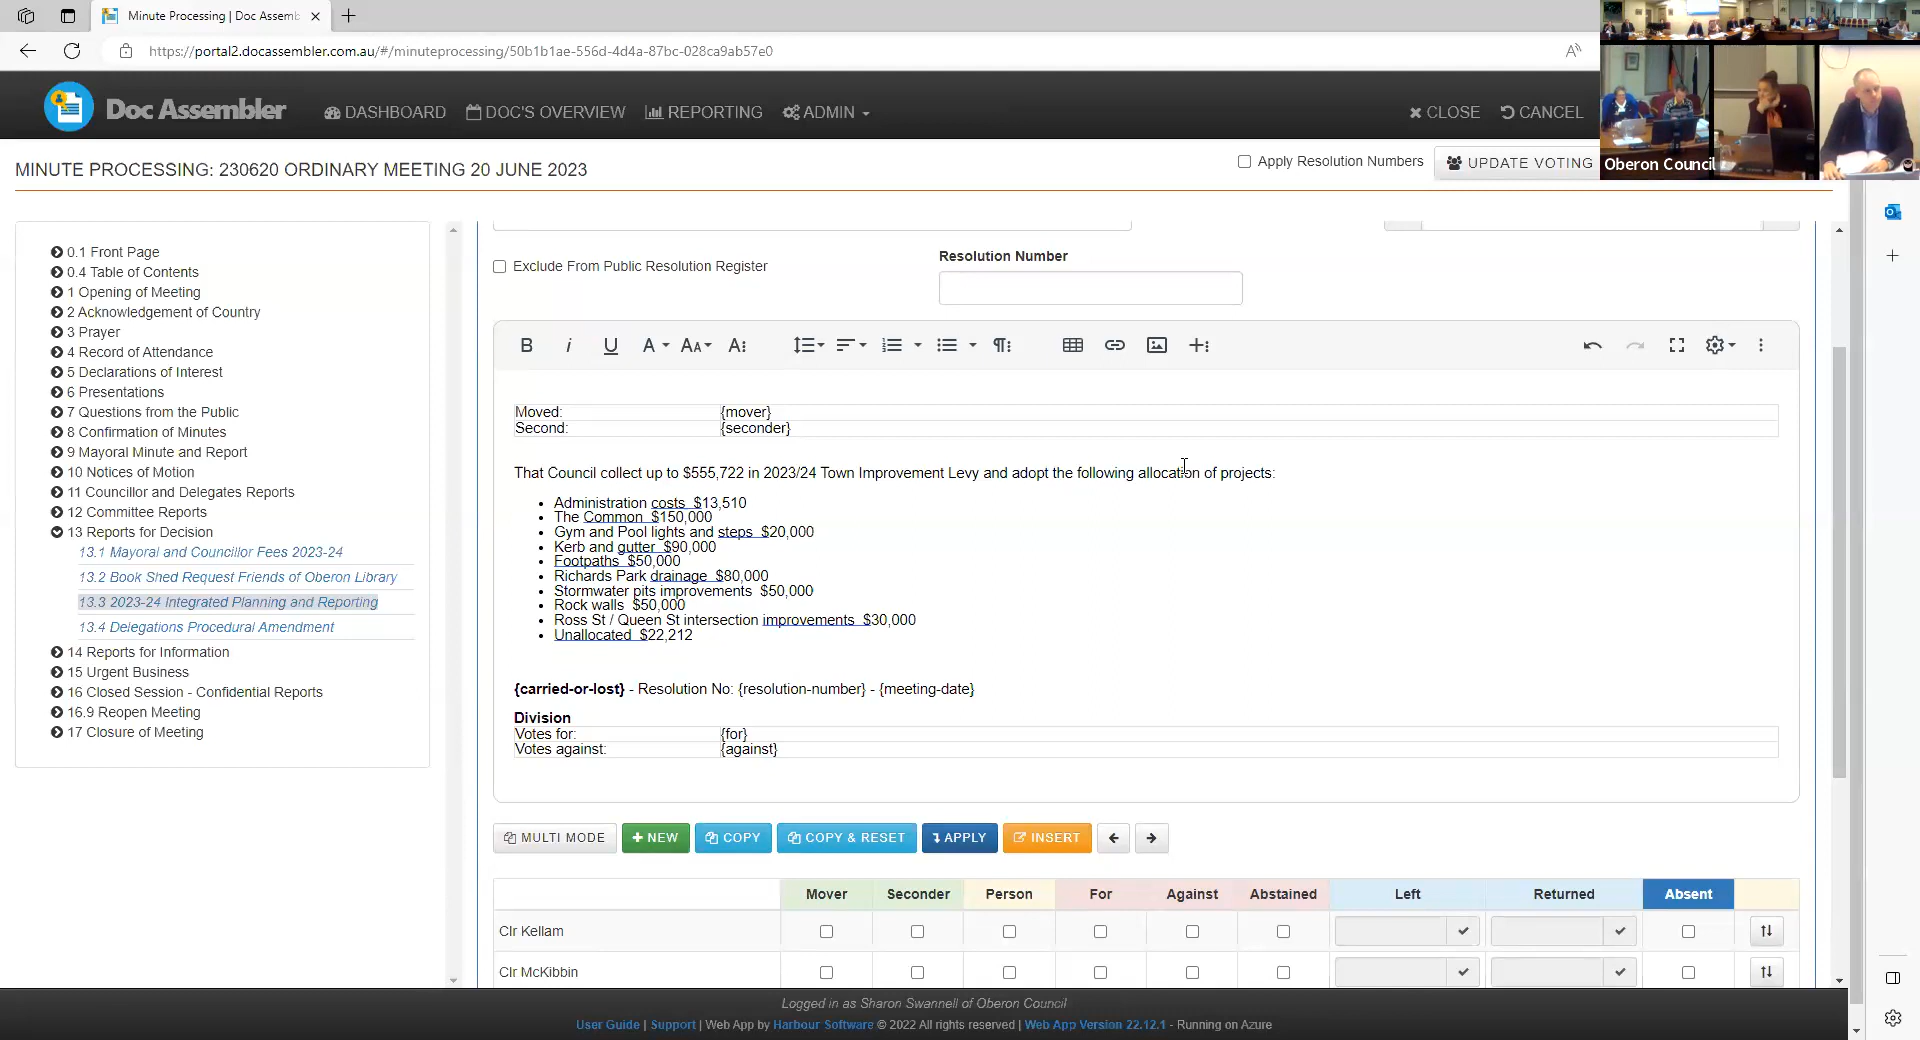 Minute Processing | Doc Assemb
https://portal2.docassembler.com.au/#/minuteprocessing/50b1b1ae-556d-4d4a-87bc-028ca9ab57e0
Doc Assembler
DASHBOARD
DOC'S OVERVIEW
REPORTING
ADMIN
CLOSE
CANCEL
Oberon Council
MINUTE PROCESSING: 230620 ORDINARY MEETING 20 JUNE 2023
Apply Resolution Numbers
UPDATE VOTING
0.1 Front Page
0.4 Table of Contents
1 Opening of Meeting
2 Acknowledgement of Country
3 Prayer
4 Record of Attendance
5 Declarations of Interest
6 Presentations
7 Questions from the Public
8 Confirmation of Minutes
9 Mayoral Minute and Report
10 Notices of Motion
11 Councillor and Delegates Reports
12 Committee Reports
13 Reports for Decision
13.1 Mayoral and Councillor Fees 2023-24
13.2 Book Shed Request Friends of Oberon Library
13.3 2023-24 Integrated Planning and Reporting
13.4 Delegations Procedural Amendment
14 Reports for Information
15 Urgent Business
16 Closed Session - Confidential Reports
16.9 Reopen Meeting
17 Closure of Meeting
Exclude From Public Resolution Register
Resolution Number
Moved: {mover}
Second: {seconder}
That Council collect up to $555,722 in 2023/24 Town Improvement Levy and adopt the following allocation of projects:
• Administration costs $13,510
• The Common $150,000
• Gym and Pool lights and steps $20,000
• Kerb and gutter $90,000
• Footpaths $50,000
• Richards Park drainage $80,000
• Stormwater pits improvements $50,000
• Rock walls $50,000
• Ross St / Queen St intersection improvements $30,000
• Unallocated $22,212
{carried-or-lost} - Resolution No: {resolution-number} - {meeting-date}
Division
Votes for: {for}
Votes against: {against}
MULTI MODE
NEW
COPY
COPY & RESET
APPLY
INSERT
Mover Seconder Person For Against Abstained Left Returned Absent
Clr Kellam
Clr McKibbin
Logged in as Sharon Swannell of Oberon Council
User Guide | Support | Web App by Harbour Software © 2022 All rights reserved | Web App Version 22.12.1 - Running on Azure